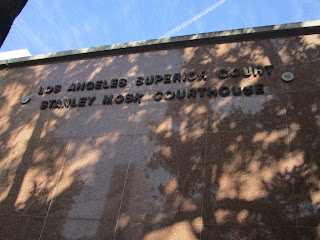 LOS ANGELES SUPERIOR COURT
STANLEY MOSK COURTHOUSE